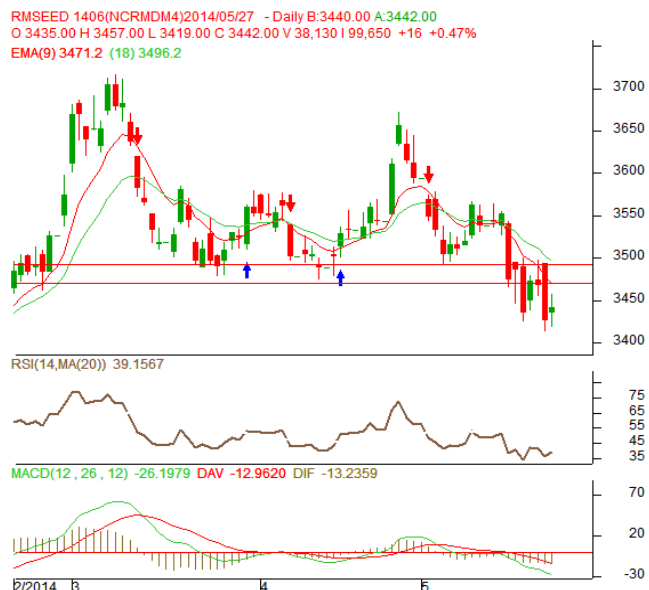 RMSEED 1406(NCRMDM4)2014/05/27 - Daily B:3440.00 A:3442.00
O 3435.00 H 3457.00 L 3419.00 C 3442.00 V 38,130 I 99,650 +16 +0.47%
EMA(9) 3471.2 (18) 3496.2
3700
3650
3600
3550
3500
3450
3400
RSI(14,MA(20)) 39.1567
75
65
55
45
35
MACD(12 , 26 , 12) -26.1979 DAV -12.9620 DIF -13.2359
70
20
-30
2/2014 3 4 5